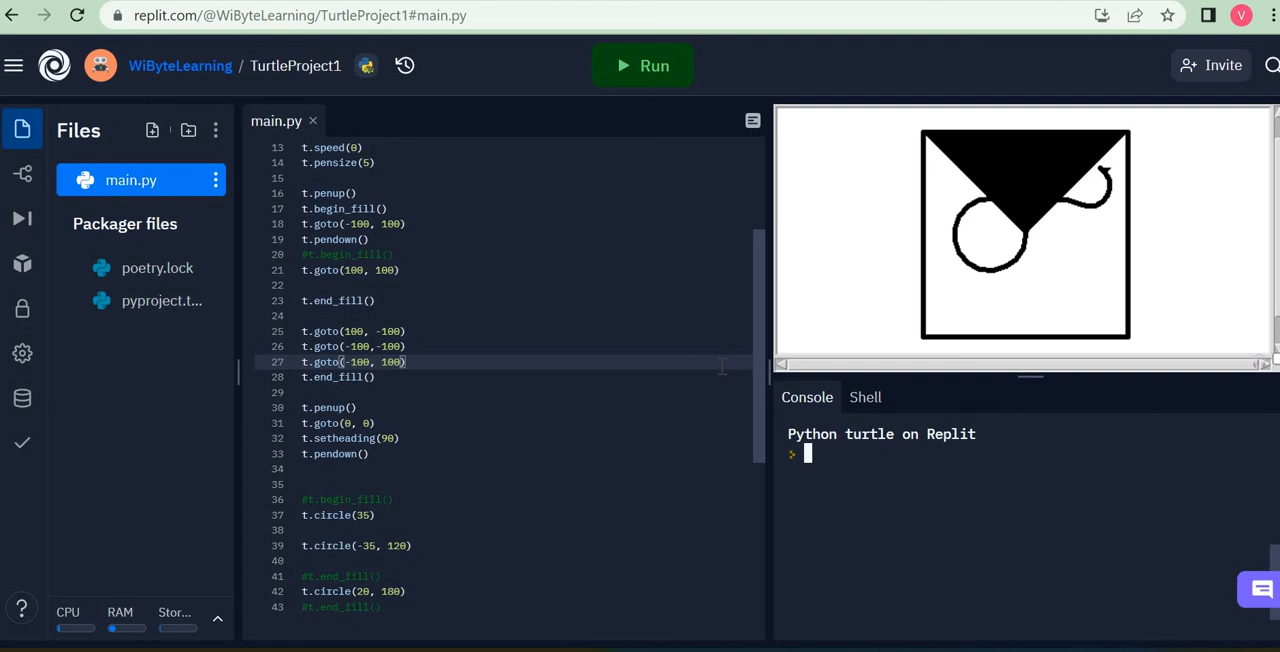 replit.com/@WiByteLearning/TurtleProject1#main.py
V
WiByteLearning / TurtleProject1
Run
Invite
Files
main.py
Packager files
poetry.lock
pyproject.t...
CPU RAM Stor...
main.py
13 t.speed(0)
14 t.pensize(5)
15
16 t.penup()
17 t.begin_fill()
18 t.goto(-100, 100)
19 t.pendown()
20 #t.begin_fill()
21 t.goto(100, 100)
22
23 t.end_fill()
24
25 t.goto(100, -100)
26 t.goto(-100,-100)
27 t.goto(-100, 100)
28 t.end_fill()
29
30 t.penup()
31 t.goto(0, 0)
32 t.setheading(90)
33 t.pendown()
34
35
36 #t.begin_fill()
37 t.circle(35)
38
39 t.circle(-35, 120)
40
41 #t.end_fill()
42 t.circle(20, 180)
43 #t.end_fill()
Console Shell
Python turtle on Replit